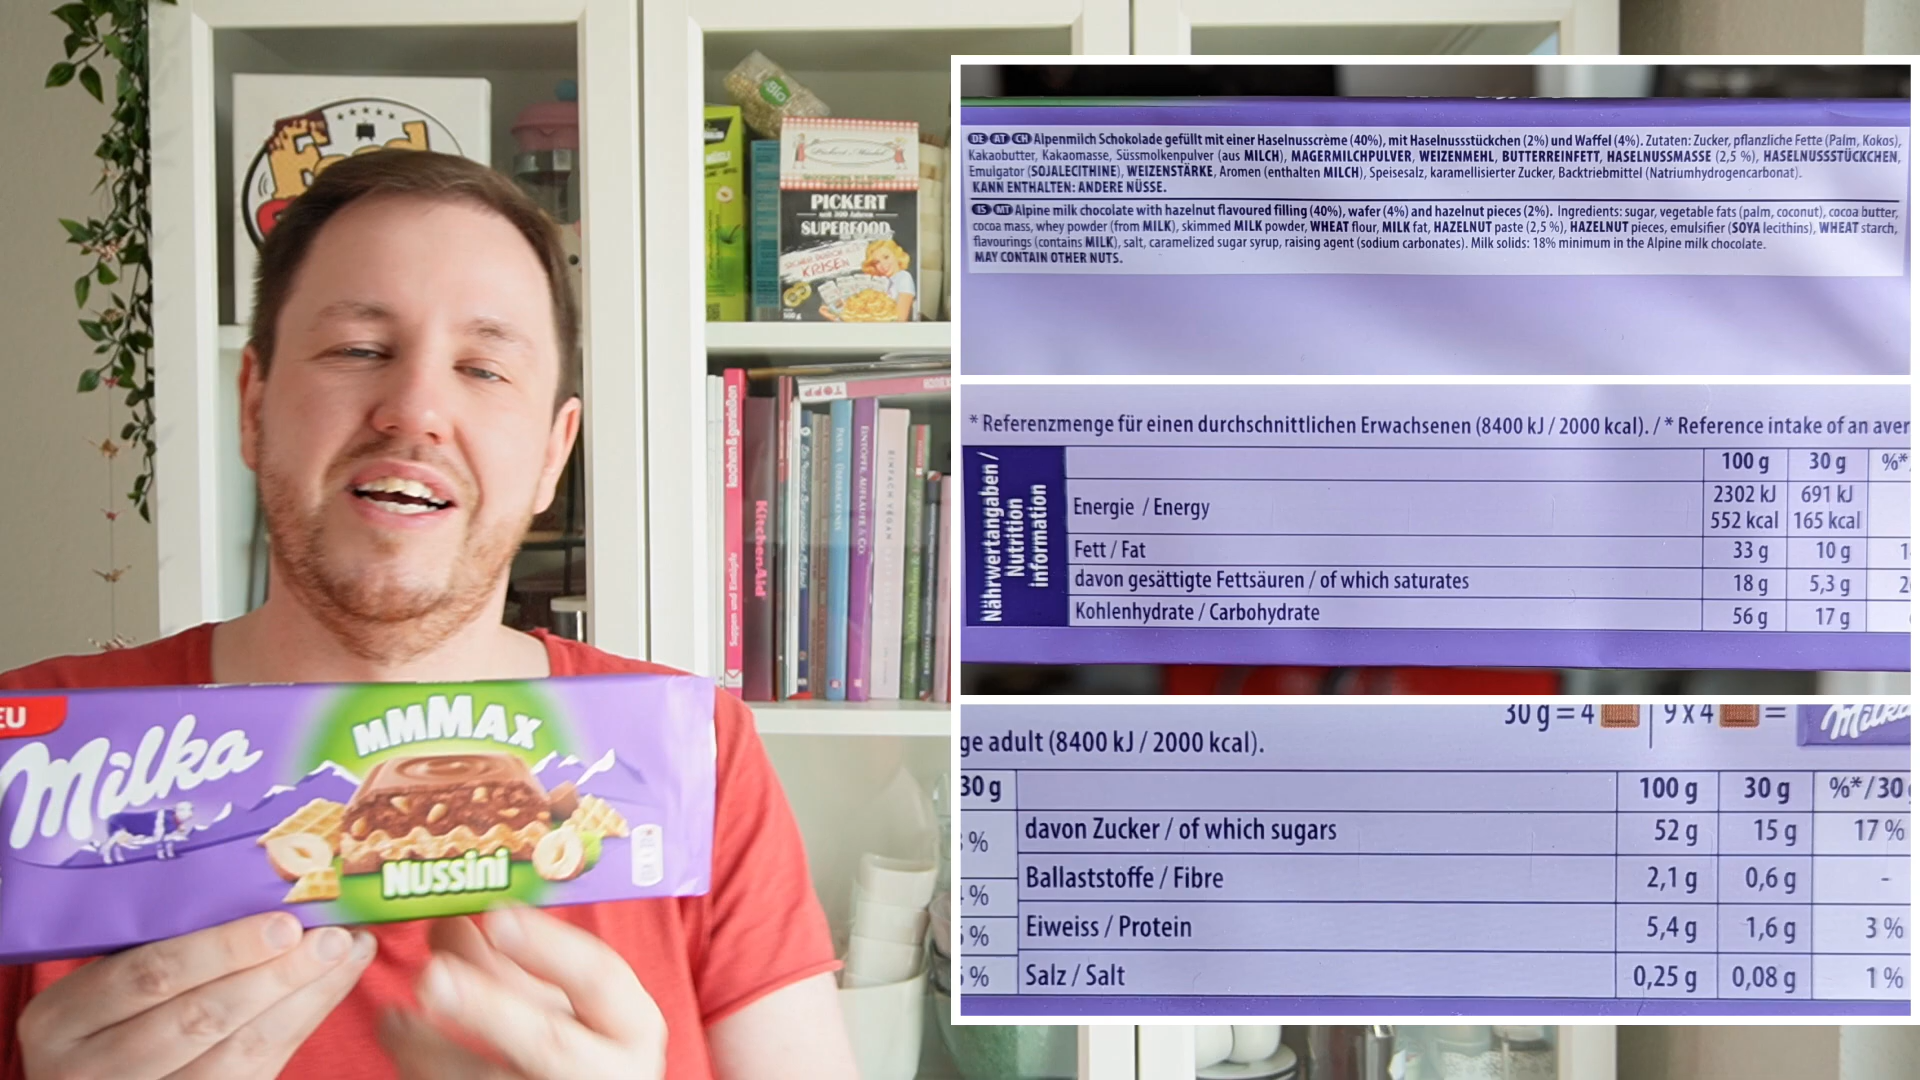 EU
Milka
MMMAX
Nussini
Bio
PICKERT
seit 300 Jahren
SUPERFOOD
KRISEN
500 g
kochen & genießen
Suppen und Eintöpfe
KitchenAid
TOPP
EINTÖPFE, AUFLÄUFE & CO.
EINFACH VEGAN
DE AT CH Alpenmilch Schokolade gefüllt mit einer Haselnusscrème (40%), mit Haselnussstückchen (2%) und Waffel (4%). Zutaten: Zucker, pflanzliche Fette (Palm, Kokos),
Kakaobutter, Kakaomasse, Süssmolkenpulver (aus MILCH), MAGERMILCHPULVER, WEIZENMEHL, BUTTERREINFETT, HASELNUSSMASSE (2,5 %), HASELNUSSSTÜCKCHEN,
Emulgator (SOJALECITHINE), WEIZENSTÄRKE, Aromen (enthalten MILCH), Speisesalz, karamellisierter Zucker, Backtriebmittel (Natriumhydrogencarbonat).
KANN ENTHALTEN: ANDERE NÜSSE.
MT Alpine milk chocolate with hazelnut flavoured filling (40%), wafer (4%) and hazelnut pieces (2%). Ingredients: sugar, vegetable fats (palm, coconut), cocoa butter,
cocoa mass, whey powder (from MILK), skimmed MILK powder, WHEAT flour, MILK fat, HAZELNUT paste (2,5 %), HAZELNUT pieces, emulsifier (SOYA lecithins), WHEAT starch,
flavourings (contains MILK), salt, caramelized sugar syrup, raising agent (sodium carbonates). Milk solids: 18% minimum in the Alpine milk chocolate.
MAY CONTAIN OTHER NUTS.
* Referenzmenge für einen durchschnittlichen Erwachsenen (8400 kJ / 2000 kcal). / * Reference intake of an aver
Nährwertangaben /
Nutrition
information
100 g 30 g %*
Energie / Energy 2302 kJ 691 kJ
552 kcal 165 kcal
Fett / Fat 33 g 10 g 1
davon gesättigte Fettsäuren / of which saturates 18 g 5,3 g 2
Kohlenhydrate / Carbohydrate 56 g 17 g
30 g = 4 | 9 x 4 = Milka
ge adult (8400 kJ / 2000 kcal).
30 g 100 g 30 g %*/30
% davon Zucker / of which sugars 52 g 15 g 17 %
% Ballaststoffe / Fibre 2,1 g 0,6 g -
% Eiweiss / Protein 5,4 g 1,6 g 3 %
% Salz / Salt 0,25 g 0,08 g 1 %